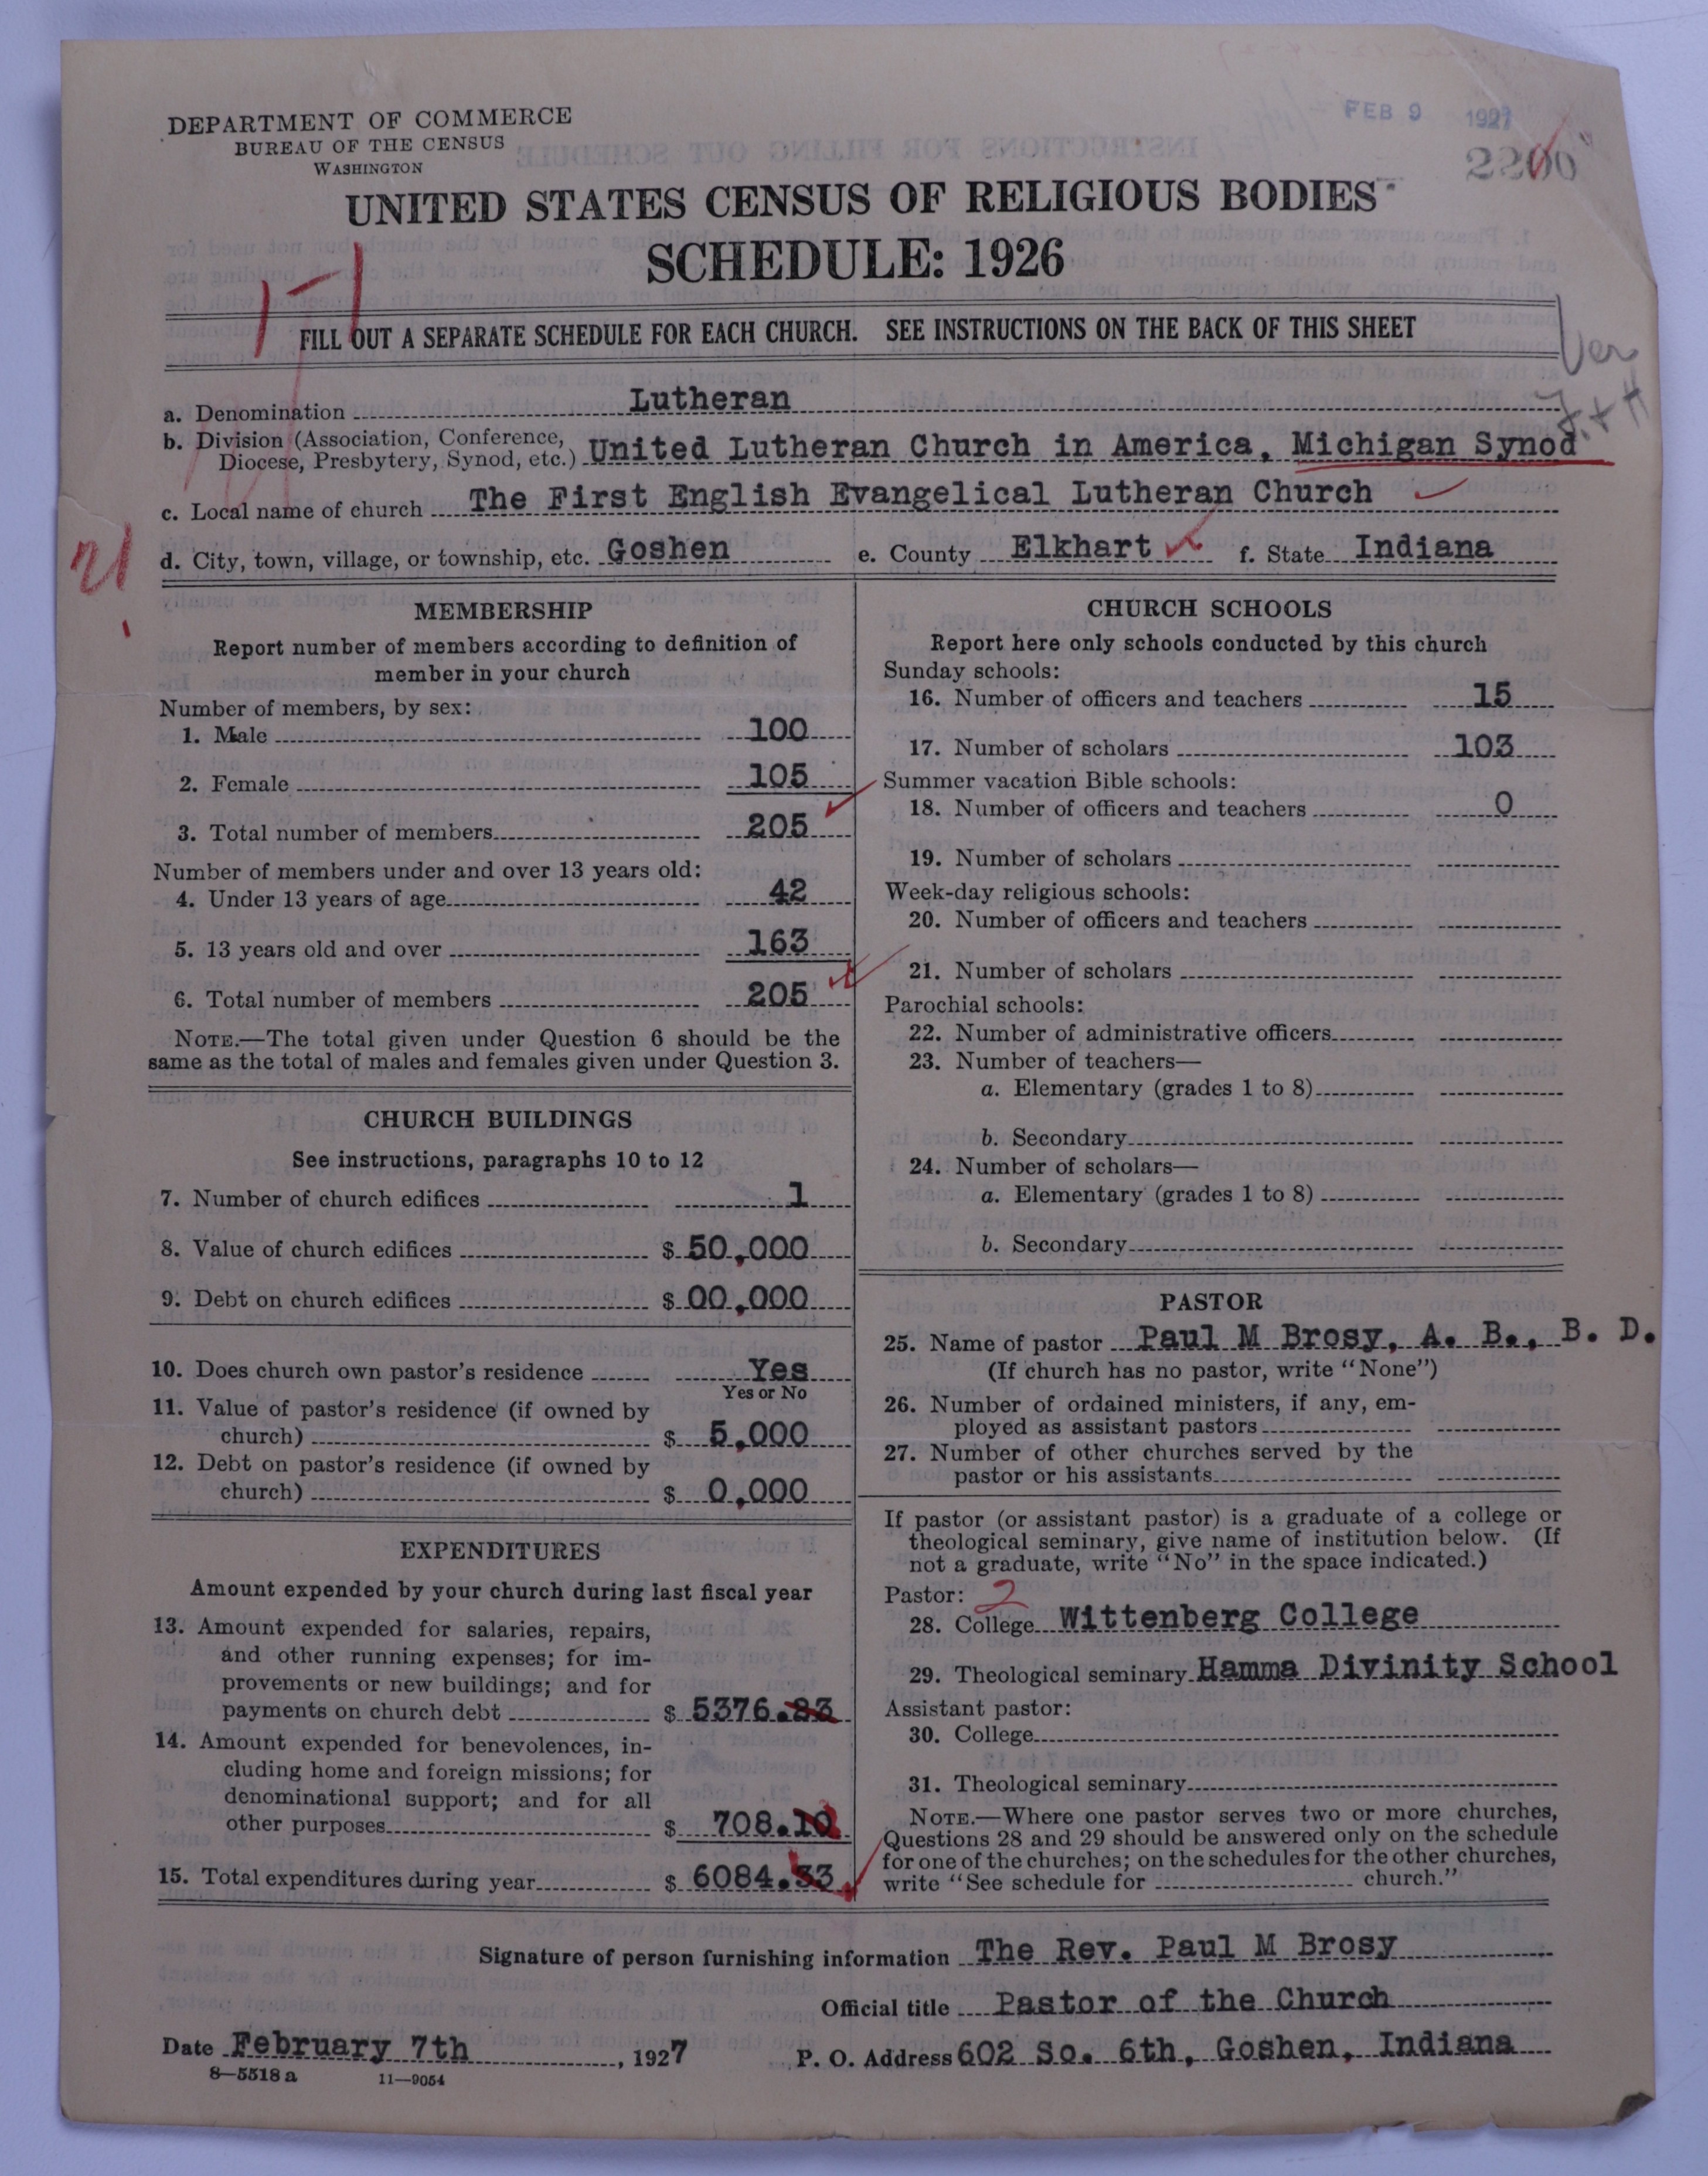 FEB 9 1927
2200
DEPARTMENT OF COMMERCE
BUREAU OF THE CENSUS
WASHINGTON
UNITED STATES CENSUS OF RELIGIOUS BODIES
SCHEDULE: 1926
FILL OUT A SEPARATE SCHEDULE FOR EACH CHURCH. SEE INSTRUCTIONS ON THE BACK OF THIS SHEET
Ver
a. Denomination Lutheran
b. Division (Association, Conference, Diocese, Presbytery, Synod, etc.) United Lutheran Church in America, Michigan Synod.
c. Local name of church The First English Evangelical Lutheran Church
d. City, town, village, or township, etc. Goshen e. County Elkhart f. State Indiana
MEMBERSHIP
Report number of members according to definition of
member in your church
Number of members, by sex:
1. Male 100
2. Female 105
3. Total number of members 205
Number of members under and over 13 years old:
4. Under 13 years of age 42
5. 13 years old and over 163
6. Total number of members 205
NOTE.—The total given under Question 6 should be the
same as the total of males and females given under Question 3.
CHURCH BUILDINGS
See instructions, paragraphs 10 to 12
7. Number of church edifices 1
8. Value of church edifices $ 50,000
9. Debt on church edifices $ 00,000
10. Does church own pastor's residence Yes
Yes or No
11. Value of pastor's residence (if owned by
church) $ 5,000
12. Debt on pastor's residence (if owned by
church) $ 0,000
EXPENDITURES
Amount expended by your church during last fiscal year
13. Amount expended for salaries, repairs,
and other running expenses; for im-
provements or new buildings; and for
payments on church debt $ 5376.23
14. Amount expended for benevolences, in-
cluding home and foreign missions; for
denominational support; and for all
other purposes $ 708.10
15. Total expenditures during year $ 6084.33
CHURCH SCHOOLS
Report here only schools conducted by this church
Sunday schools:
16. Number of officers and teachers 15
17. Number of scholars 103
Summer vacation Bible schools:
18. Number of officers and teachers 0
19. Number of scholars
Week-day religious schools:
20. Number of officers and teachers
21. Number of scholars
Parochial schools:
22. Number of administrative officers
23. Number of teachers—
a. Elementary (grades 1 to 8)
b. Secondary
24. Number of scholars—
a. Elementary (grades 1 to 8)
b. Secondary
PASTOR
25. Name of pastor Paul M Brosy, A. B., B. D.
(If church has no pastor, write "None")
26. Number of ordained ministers, if any, em-
ployed as assistant pastors
27. Number of other churches served by the
pastor or his assistants
If pastor (or assistant pastor) is a graduate of a college or
theological seminary, give name of institution below. (If
not a graduate, write "No" in the space indicated.)
Pastor: 2
28. College Wittenberg College
29. Theological seminary Hamma Divinity School
Assistant pastor:
30. College
31. Theological seminary
NOTE.—Where one pastor serves two or more churches,
Questions 28 and 29 should be answered only on the schedule
for one of the churches; on the schedules for the other churches,
write "See schedule for church."
Signature of person furnishing information The Rev. Paul M Brosy
Official title Pastor of the Church
Date February 7th, 1927 P. O. Address 602 So. 6th, Goshen, Indiana
8—5518 a 11—9054